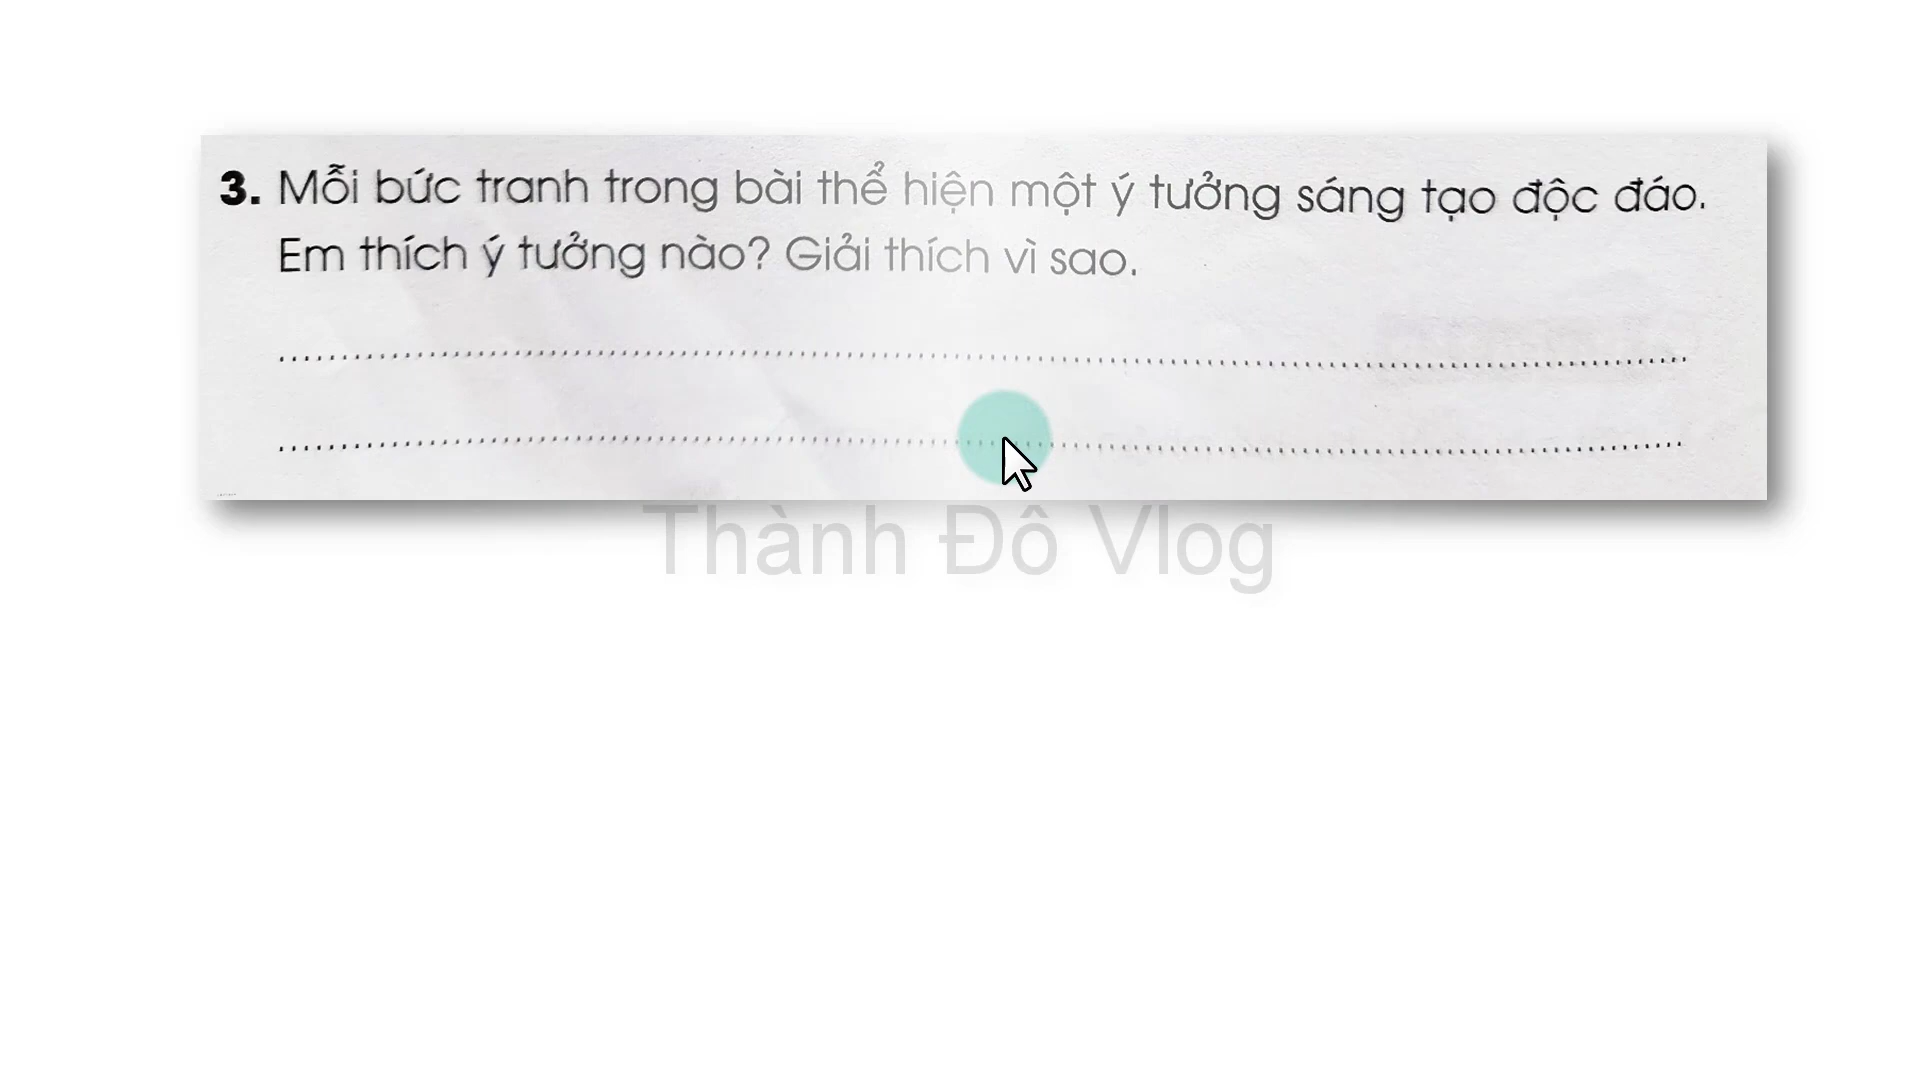 3. Mỗi bức tranh trong bài thể hiện một ý tưởng sáng tạo độc đáo.
Em thích ý tưởng nào? Giải thích vì sao.
Thành Đô Vlog